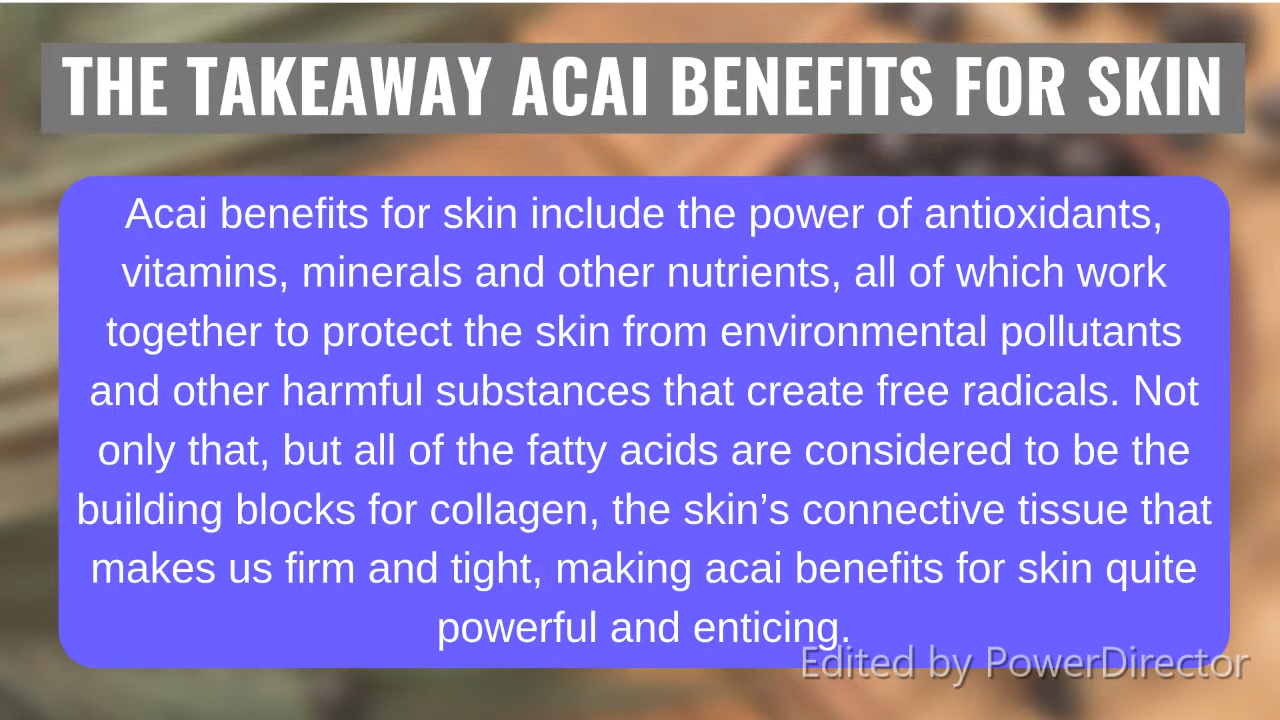 THE TAKEAWAY ACAI BENEFITS FOR SKIN
Acai benefits for skin include the power of antioxidants,
vitamins, minerals and other nutrients, all of which work
together to protect the skin from environmental pollutants
and other harmful substances that create free radicals. Not
only that, but all of the fatty acids are considered to be the
building blocks for collagen, the skin’s connective tissue that
makes us firm and tight, making acai benefits for skin quite
powerful and enticing.
Edited by PowerDirector